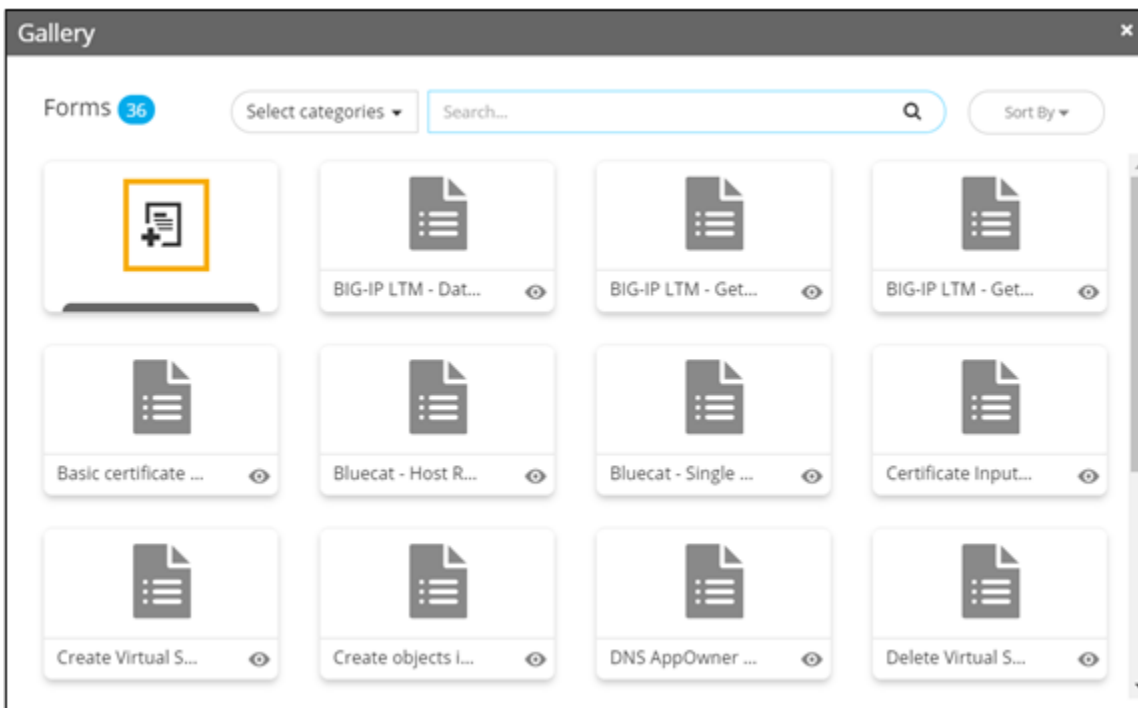 Gallery ×
Forms 36 Select categories Search... Sort By
BIG-IP LTM - Dat... BIG-IP LTM - Get... BIG-IP LTM - Get...
Basic certificate ... Bluecat - Host R... Bluecat - Single ... Certificate Input...
Create Virtual S... Create objects i... DNS AppOwner ... Delete Virtual S...